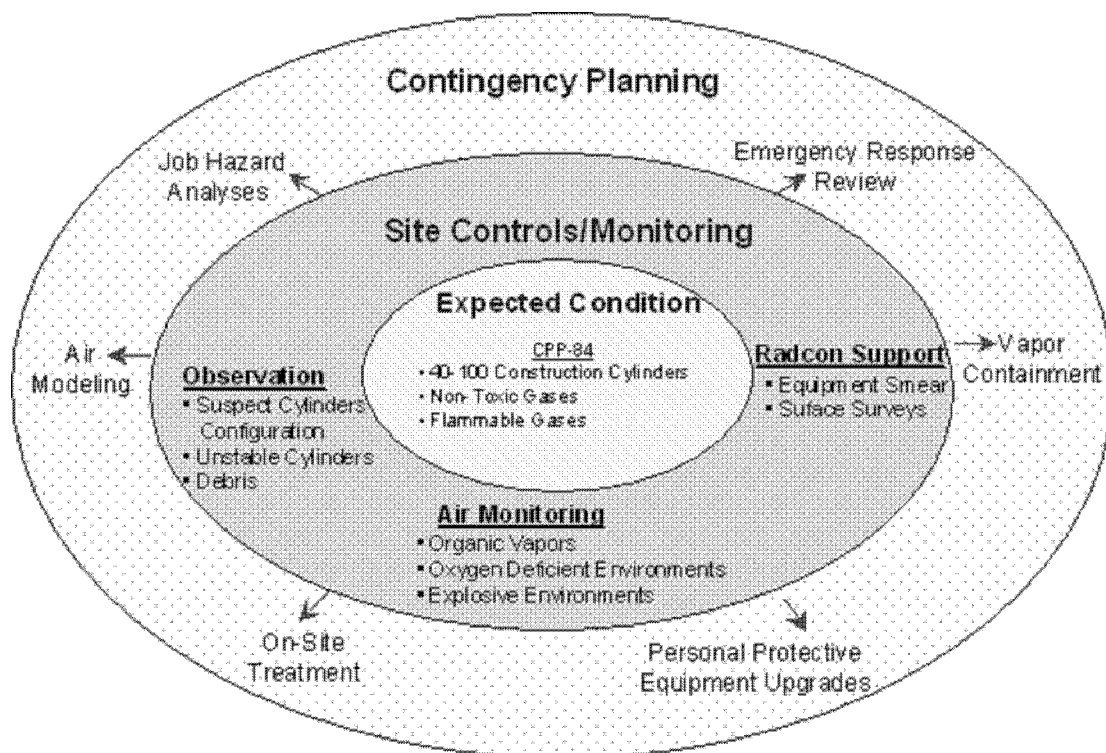 Contingency Planning
Job Hazard
Analyses
Emergency Response
Review
Site Controls/Monitoring
Expected Condition
CPP-84
• 40-100 Construction Cylinders
• Non-Toxic Gases
• Flammable Gases
Air
Modeling
Observation
▪ Suspect Cylinders
Configuration
▪ Unstable Cylinders
▪ Debris
Radcon Support
▪ Equipment Smear
▪ Suface Surveys
Vapor
Containment
Air Monitoring
▪ Organic Vapors
▪ Oxygen Deficient Environments
▪ Explosive Environments
On-Site
Treatment
Personal Protective
Equipment Upgrades